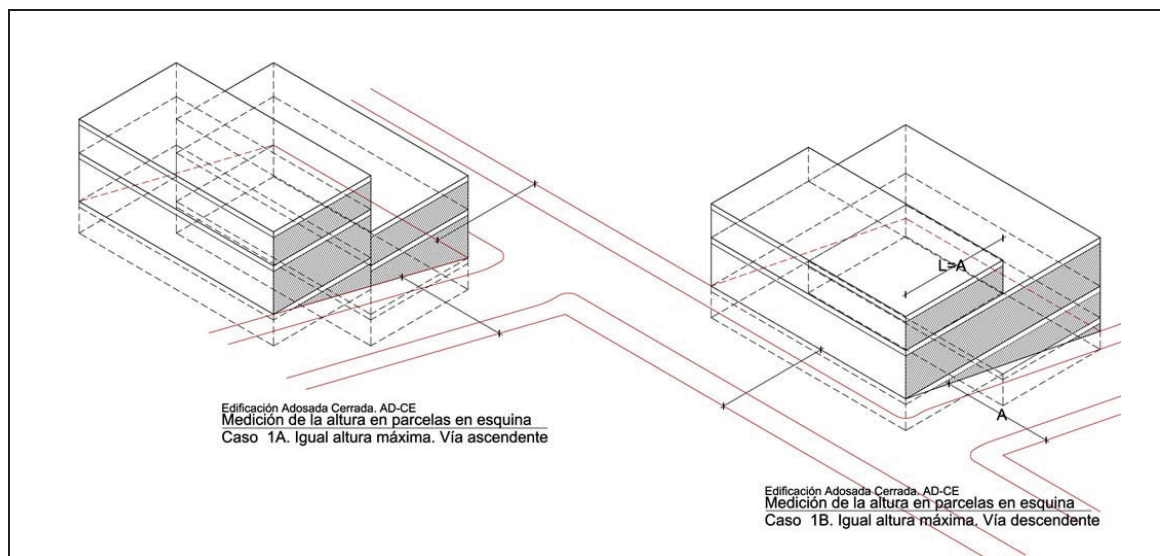 L=A
A
Edificación Adosada Cerrada. AD-CE
Medición de la altura en parcelas en esquina
Caso 1A. Igual altura máxima. Vía ascendente
Edificación Adosada Cerrada. AD-CE
Medición de la altura en parcelas en esquina
Caso 1B. Igual altura máxima. Vía descendente